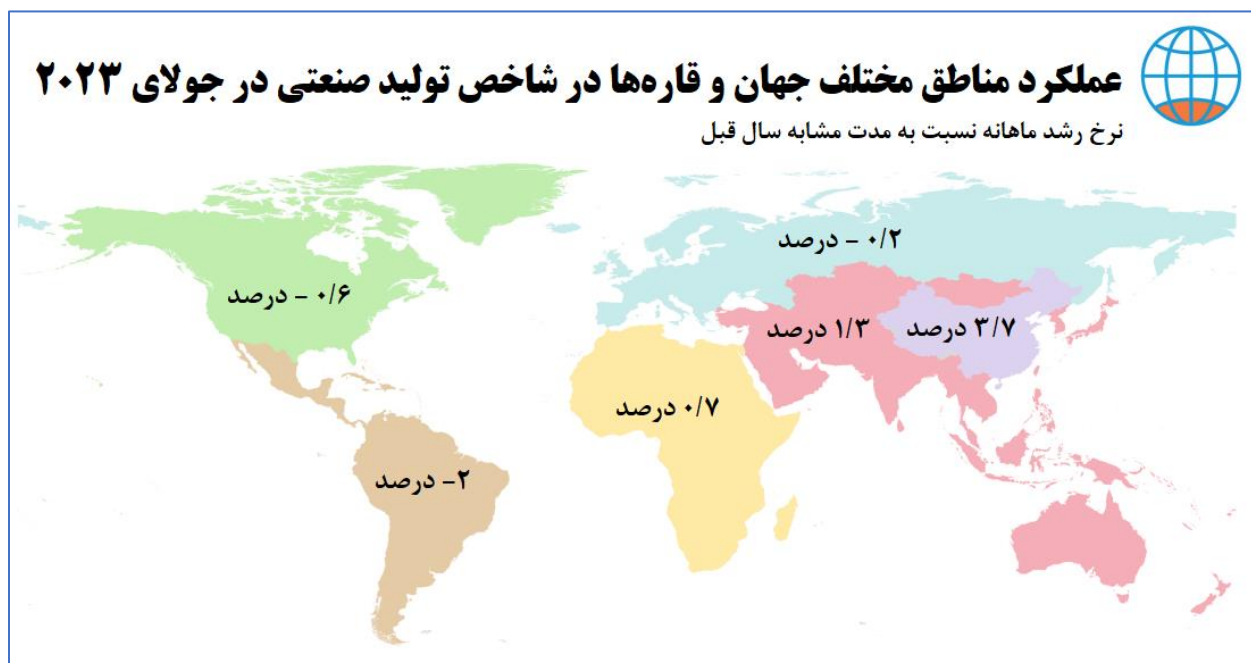 عملکرد مناطق مختلف جهان و قاره‌ها در شاخص تولید صنعتی در جولای ۲۰۲۳
نرخ رشد ماهانه نسبت به مدت مشابه سال قبل
۰/۲ - درصد
۰/۶ - درصد
۳/۷ درصد
۱/۳ درصد
۰/۷ درصد
۲- درصد